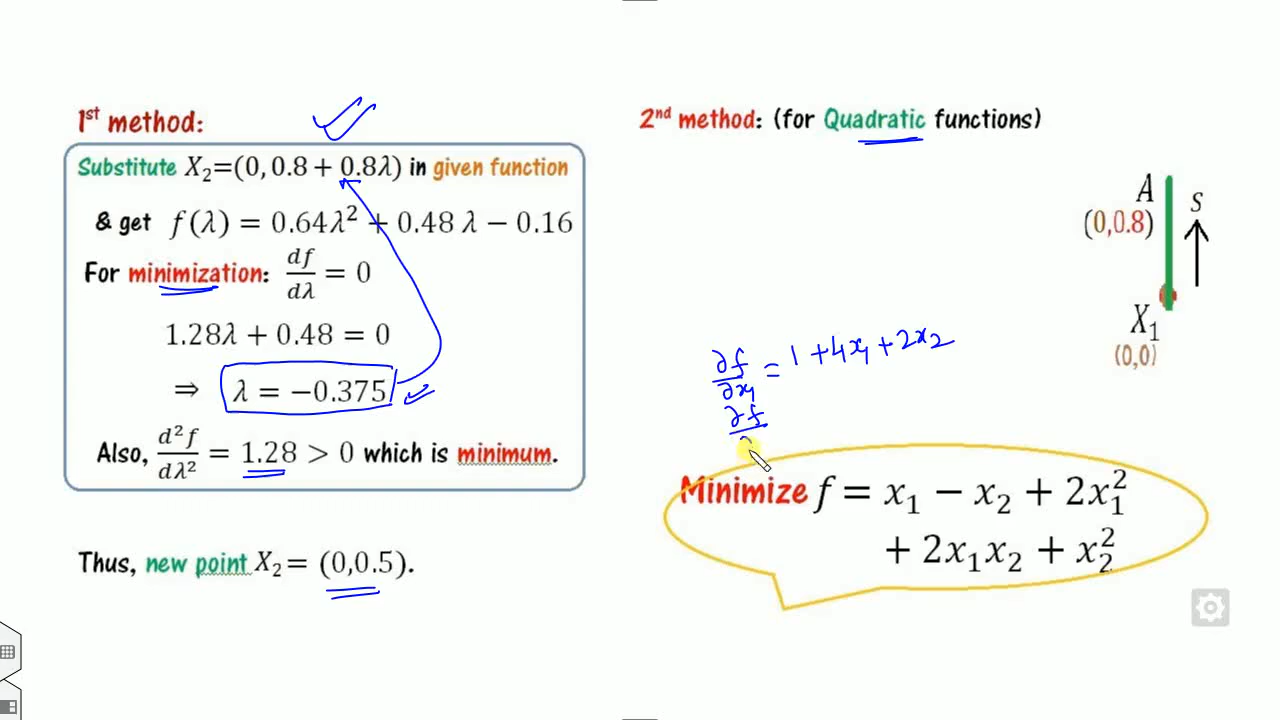 1st method:
Substitute X₂=(0, 0.8 + 0.8λ) in given function
& get f(λ) = 0.64λ² + 0.48 λ − 0.16
For minimization: df/dλ = 0
1.28λ + 0.48 = 0
⇒ λ = −0.375
Also, d²f/dλ² = 1.28 > 0 which is minimum.
Thus, new point X₂ = (0,0.5).
2nd method: (for Quadratic functions)
A
(0,0.8)
S
X₁
(0,0)
∂f/∂x₁ = 1 + 4x₁ + 2x₂
∂f
Minimize f = x₁ − x₂ + 2x₁²
+ 2x₁x₂ + x₂²